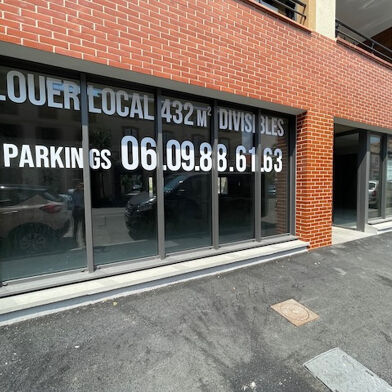 LOUER LOCAL 432 M² DIVISIBLES
PARKINGS 06.09.88.61.63